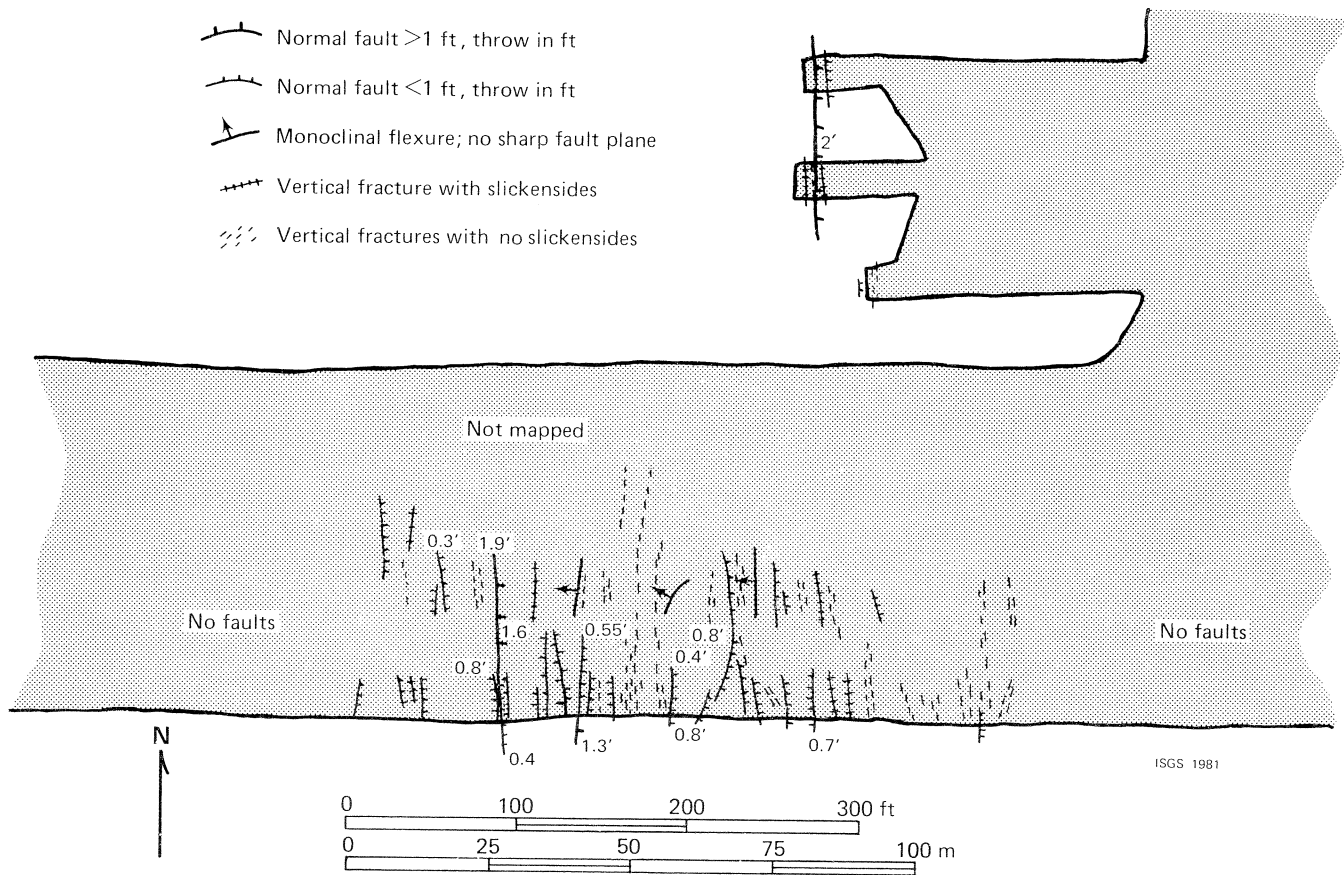 Normal fault >1 ft, throw in ft
Normal fault <1 ft, throw in ft
Monoclinal flexure; no sharp fault plane
Vertical fracture with slickensides
Vertical fractures with no slickensides
2'
Not mapped
0.3' 1.9'
No faults
1.6 0.55' 0.8'
No faults
0.4'
0.8'
N
0.4
1.3'
0.8'
0.7'
ISGS 1981
0 100 200 300 ft
0 25 50 75 100 m